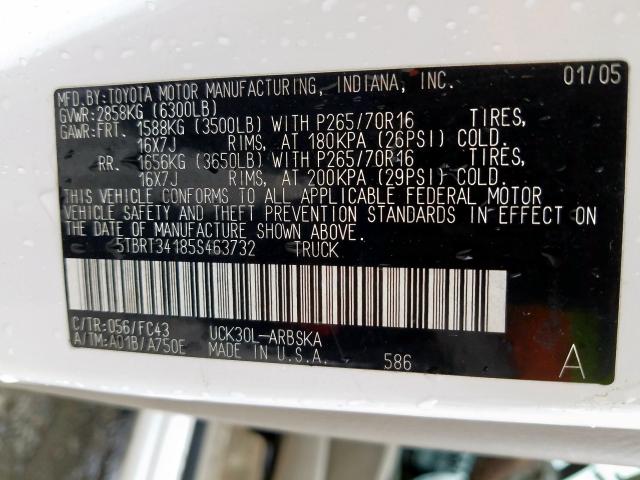 MFD.BY:TOYOTA MOTOR MANUFACTURING, INDIANA, INC. 01/05
GVWR:2858KG (6300LB)
GAWR:FRT. 1588KG (3500LB) WITH P265/70R16 TIRES,
16X7J RIMS, AT 180KPA (26PSI) COLD.
RR. 1656KG (3650LB) WITH P265/70R16 TIRES,
16X7J RIMS, AT 200KPA (29PSI) COLD.
THIS VEHICLE CONFORMS TO ALL APPLICABLE FEDERAL MOTOR
VEHICLE SAFETY AND THEFT PREVENTION STANDARDS IN EFFECT ON
THE DATE OF MANUFACTURE SHOWN ABOVE.
5TBRT34185S463732 TRUCK
C/TR:056/FC43 UCK30L-ARBSKA
A/TM:A01B/A750E MADE IN U.S.A. 586 A